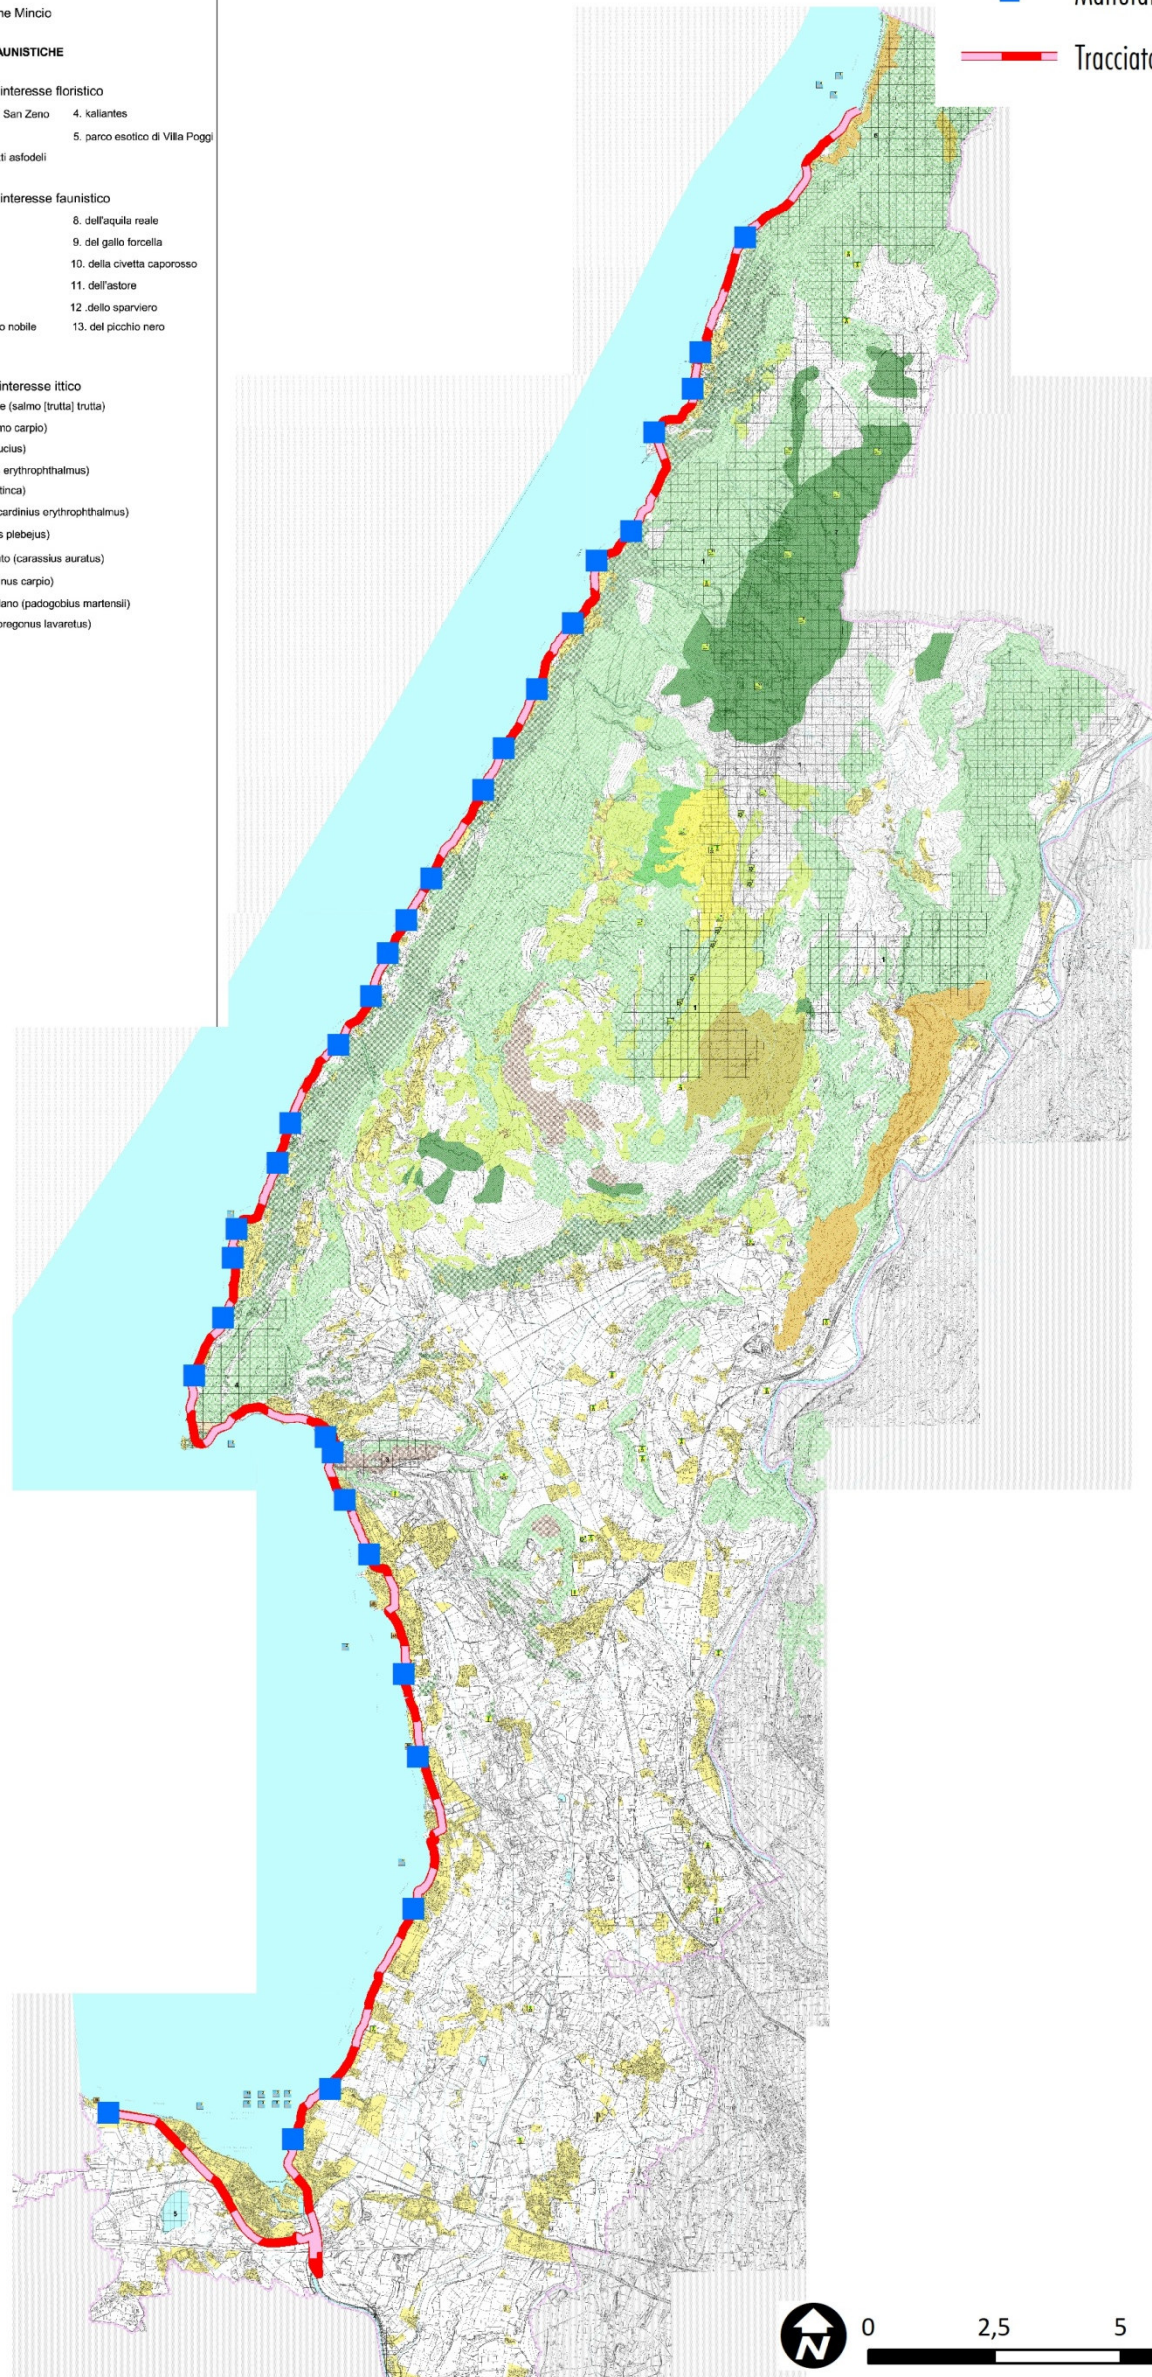 ne Mincio
AUNISTICHE
interesse floristico
San Zeno 4. kaliantes
5. parco esotico di Villa Poggi
ti asfodeli
interesse faunistico
8. dell'aquila reale
9. del gallo forcella
10. della civetta caporosso
11. dell'astore
12 .dello sparviero
o nobile 13. del picchio nero
interesse ittico
e (salmo [trutta] trutta)
mo carpio)
ucius)
erythrophthalmus)
tinca)
cardinius erythrophthalmus)
s plebejus)
to (carassius auratus)
nus carpio)
lano (padogobius martensii)
oregonus lavaretus)
Tracciato
N
0 2,5 5